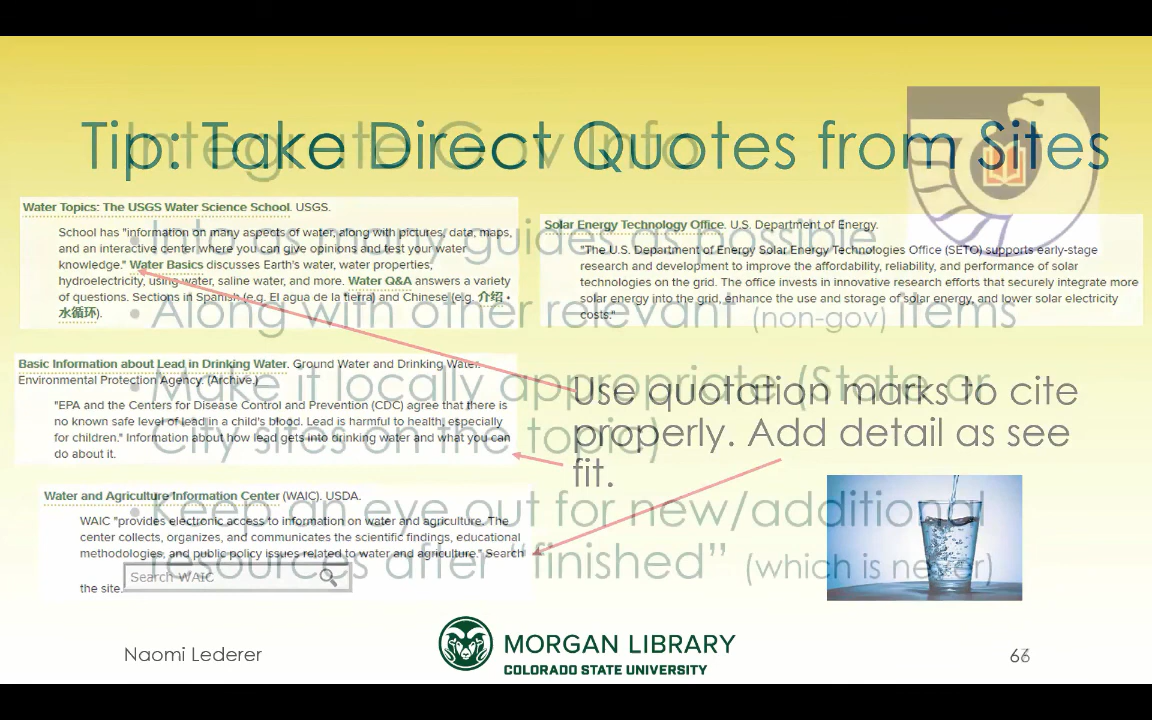 Tip: Take Direct Quotes from Sites
Integrate Gov Info
Water Topics: The USGS Water Science School. USGS.
School has "information on many aspects of water, along with pictures, data, maps,
and an interactive center where you can give opinions and test your water
knowledge." Water Basics discusses Earth's water, water properties,
hydroelectricity, using water, saline water, and more. Water Q&A answers a variety
of questions. Sections in Spanish (e.g. El agua de la tierra) and Chinese (e.g. 介绍 •
水循环).
Solar Energy Technology Office. U.S. Department of Energy.
"The U.S. Department of Energy Solar Energy Technologies Office (SETO) supports early-stage
research and development to improve the affordability, reliability, and performance of solar
technologies on the grid. The office invests in innovative research efforts that securely integrate more
solar energy into the grid, enhance the use and storage of solar energy, and lower solar electricity
costs."
• Into as many guides as possible
• Along with other relevant (non-gov) items
Basic Information about Lead in Drinking Water. Ground Water and Drinking Water.
Environmental Protection Agency. (Archive.)
"EPA and the Centers for Disease Control and Prevention (CDC) agree that there is
no known safe level of lead in a child's blood. Lead is harmful to health, especially
for children." Information about how lead gets into drinking water and what you can
do about it.
• Make it locally appropriate (State or
City sites on the topic)
Use quotation marks to cite
properly. Add detail as see
fit.
Water and Agriculture Information Center (WAIC). USDA.
WAIC "provides electronic access to information on water and agriculture. The
center collects, organizes, and communicates the scientific findings, educational
methodologies, and public policy issues related to water and agriculture." Search
the site.
Search WAIC
• Keep an eye out for new/additional
resources after "finished" (which is never)
Naomi Lederer
MORGAN LIBRARY
COLORADO STATE UNIVERSITY